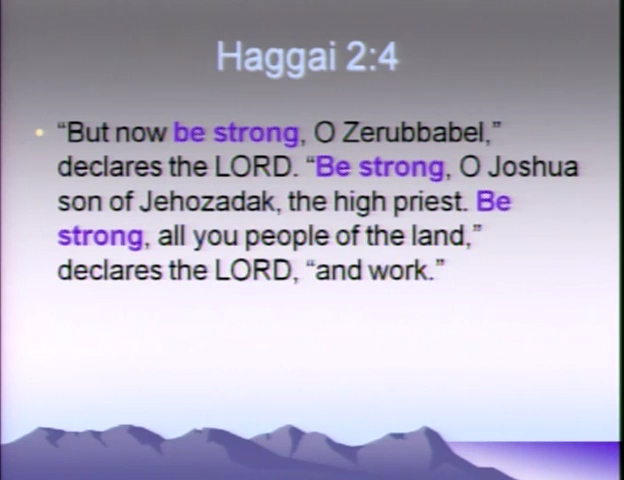 Haggai 2:4
• “But now be strong, O Zerubbabel,”
declares the LORD. “Be strong, O Joshua
son of Jehozadak, the high priest. Be
strong, all you people of the land,”
declares the LORD, “and work.”